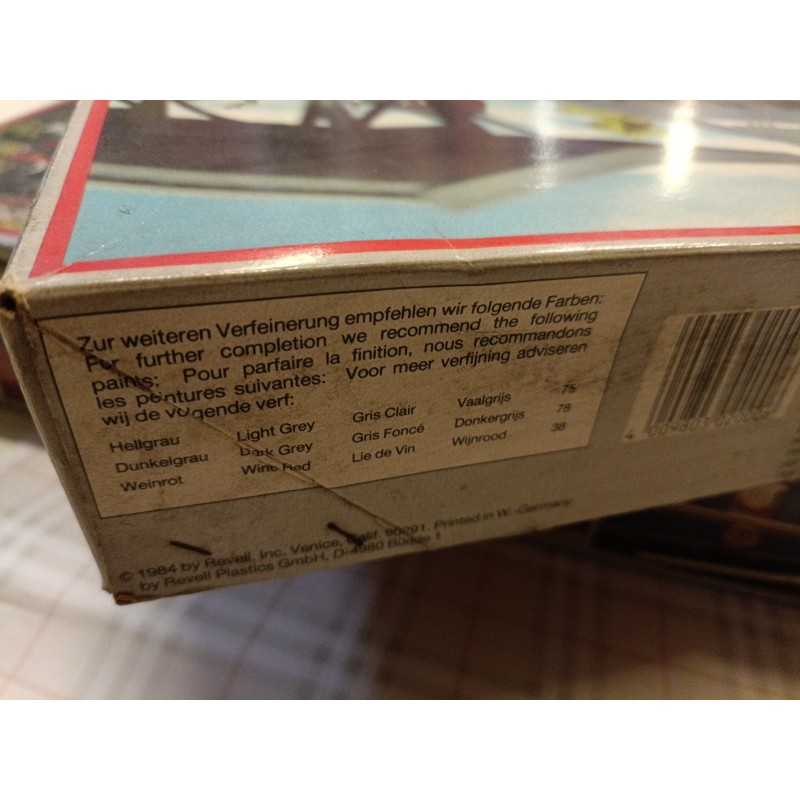 Zur weiteren Verfeinerung empfehlen wir folgende Farben:
For further completion we recommend the following
paints: Pour parfaire la finition, nous recommandons
les peintures suivantes: Voor meer verfijning adviseren
wij de volgende verf:
Hellgrau Light Grey Gris Clair Vaalgrijs 75
Dunkelgrau Dark Grey Gris Foncé Donkergrijs 78
Weinrot Wine Red Lie de Vin Wijnrood 38
© 1984 by Revell, Inc. Venice, Calif. 90291. Printed in W.-Germany
by Revell Plastics GmbH, D-4980 Bünde 1